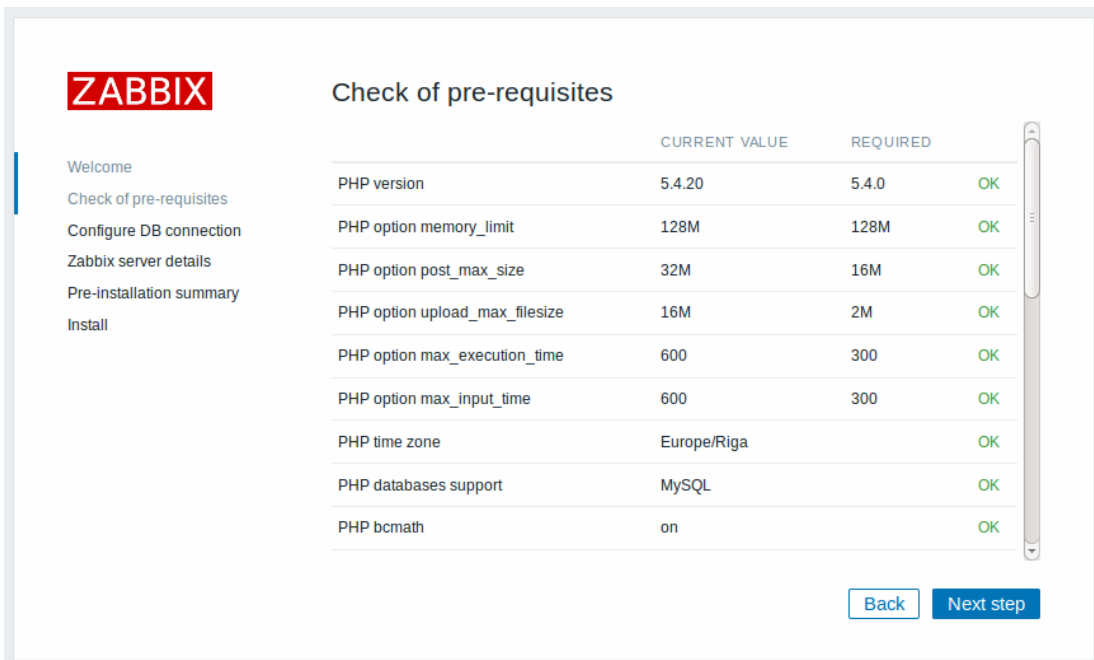 ZABBIX
Welcome
Check of pre-requisites
Configure DB connection
Zabbix server details
Pre-installation summary
Install
Check of pre-requisites
CURRENT VALUE REQUIRED
PHP version 5.4.20 5.4.0 OK
PHP option memory_limit 128M 128M OK
PHP option post_max_size 32M 16M OK
PHP option upload_max_filesize 16M 2M OK
PHP option max_execution_time 600 300 OK
PHP option max_input_time 600 300 OK
PHP time zone Europe/Riga OK
PHP databases support MySQL OK
PHP bcmath on OK
Back Next step